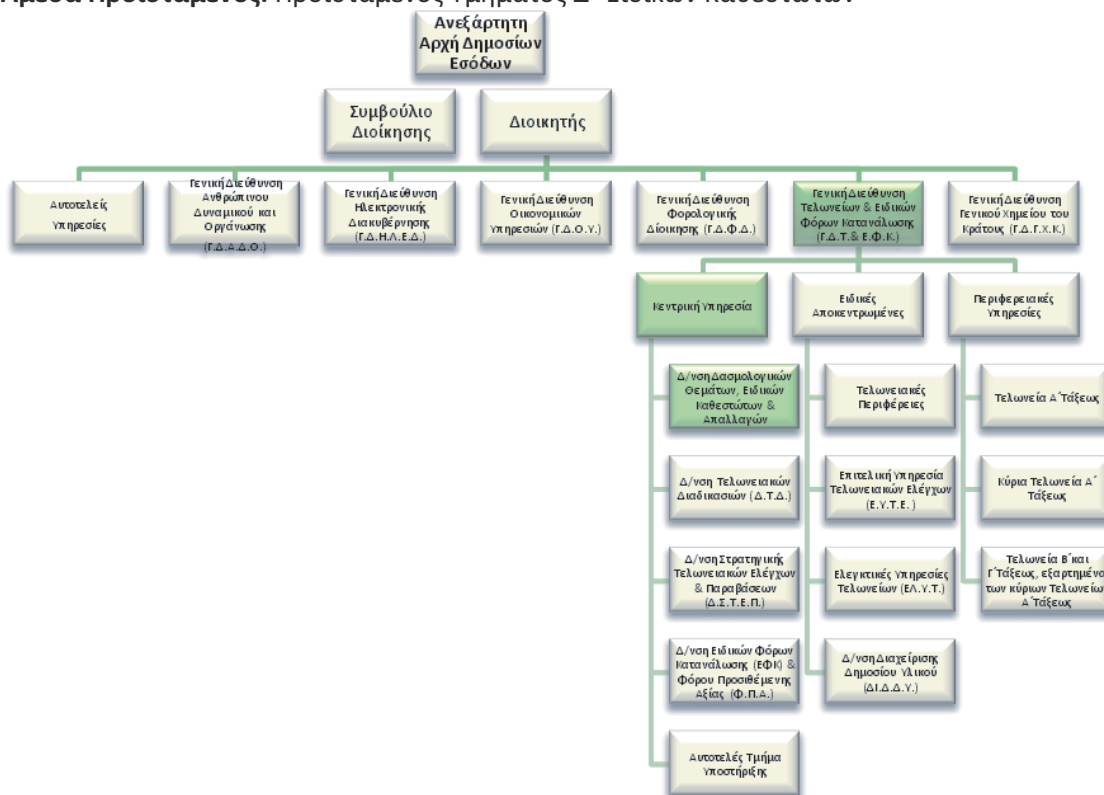 Άμεσα Προϊστάμενος: Προϊστάμενος Τμήματος Δ' Ειδικών Καθεστώτων
Ανεξάρτητη
Αρχή Δημοσίων
Εσόδων
Συμβούλιο
Διοίκησης
Διοικητής
Αυτοτελείς
Υπηρεσίες
Γενική Διεύθυνση
Ανθρώπινου
Δυναμικού και
Οργάνωσης
(Γ.Δ.Α.Δ.Ο.)
Γενική Διεύθυνση
Ηλεκτρονικής
Διακυβέρνησης
(Γ.Δ.Η.Λ.Ε.Δ.)
Γενική Διεύθυνση
Οικονομικών
Υπηρεσιών (Γ.Δ.Ο.Υ.)
Γενική Διεύθυνση
Φορολογικής
Δίοικησης (Γ.Δ.Φ.Δ.)
Γενική Διεύθυνση
Τελωνείων & Ειδικών
Φόρων Κατανάλωσης
(Γ.Δ.Τ.& Ε.Φ.Κ.)
Γενική Διεύθυνση
Γενικού Χημείου του
Κράτους (Γ.Δ.Γ.Χ.Κ.)
Κεντρική Υπηρεσία
Ειδικές
Αποκεντρωμένες
Περιφερειακές
Υπηρεσίες
Δ/νση Δασμολογικών
Θεμάτων, Ειδικών
Καθεστώτων &
Απαλλαγών
Τελωνειακές
Περιφέρειες
Τελωνεία Α΄Τάξεως
Δ/νση Τελωνειακών
Διαδικασιών (Δ.Τ.Δ.)
Επιτελική Υπηρεσία
Τελωνειακών Ελέγχων
(Ε.Υ.Τ.Ε. )
Κύρια Τελωνεία Α΄
Τάξεως
Δ/νση Στρατηγικής
Τελωνειακών Ελέγχων
& Παραβάσεων
(Δ.Σ.Τ.Ε.Π.)
Ελεγκτικές Υπηρεσίες
Τελωνείων (ΕΛ.Υ.Τ.)
Τελωνεία Β΄και
Γ΄Τάξεως, εξαρτημένα
των κύριων Τελωνείων
Α΄Τάξεως
Δ/νση Ειδικών Φόρων
Κατανάλωσης (ΕΦΚ) &
Φόρου Προστιθέμενης
Αξίας (Φ.Π.Α.)
Δ/νση Διαχείρισης
Δημοσίου Υλικού
(ΔΙ.Δ.Δ.Υ.)
Αυτοτελές Τμήμα
Υποστήριξης